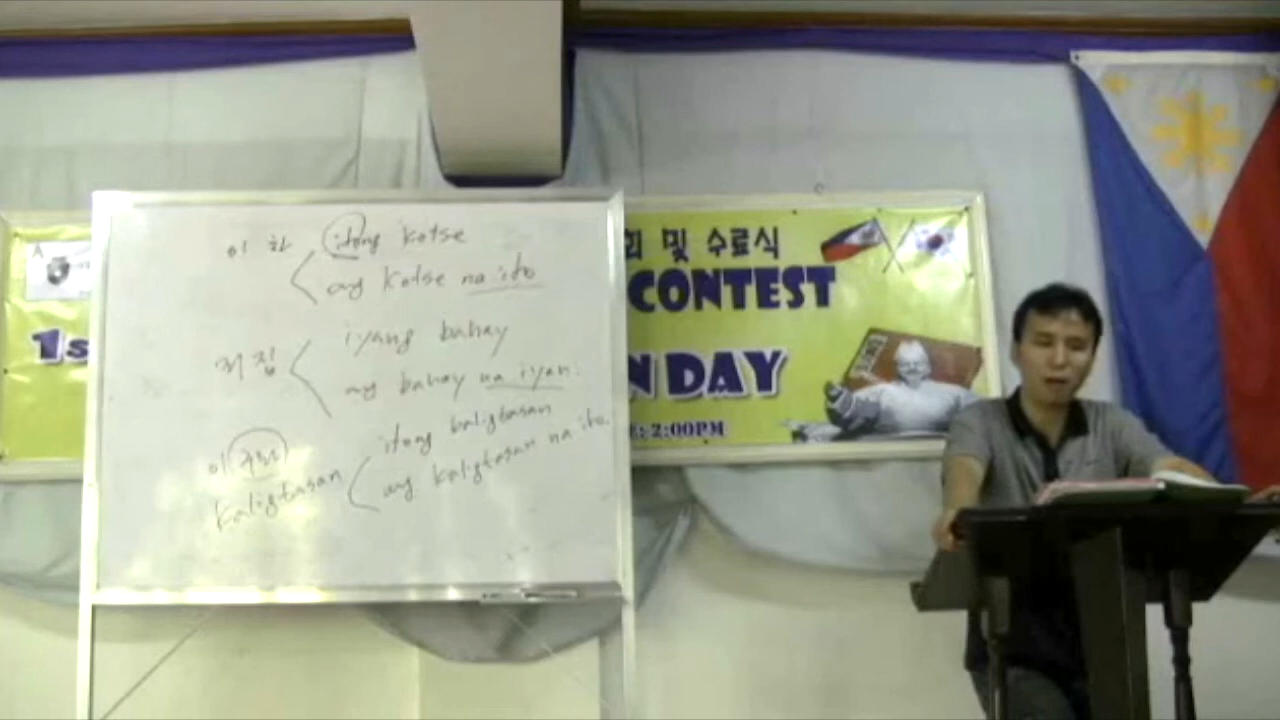 이 차 itong kotse
ang kotse na ito
저 집 iyang bahay
ang bahay na iyan.
이 구원 itong kaligtasan
kaligtasan ang kaligtasan na ito.
회 및 수료식
CONTEST
1s
N DAY
2:00PM